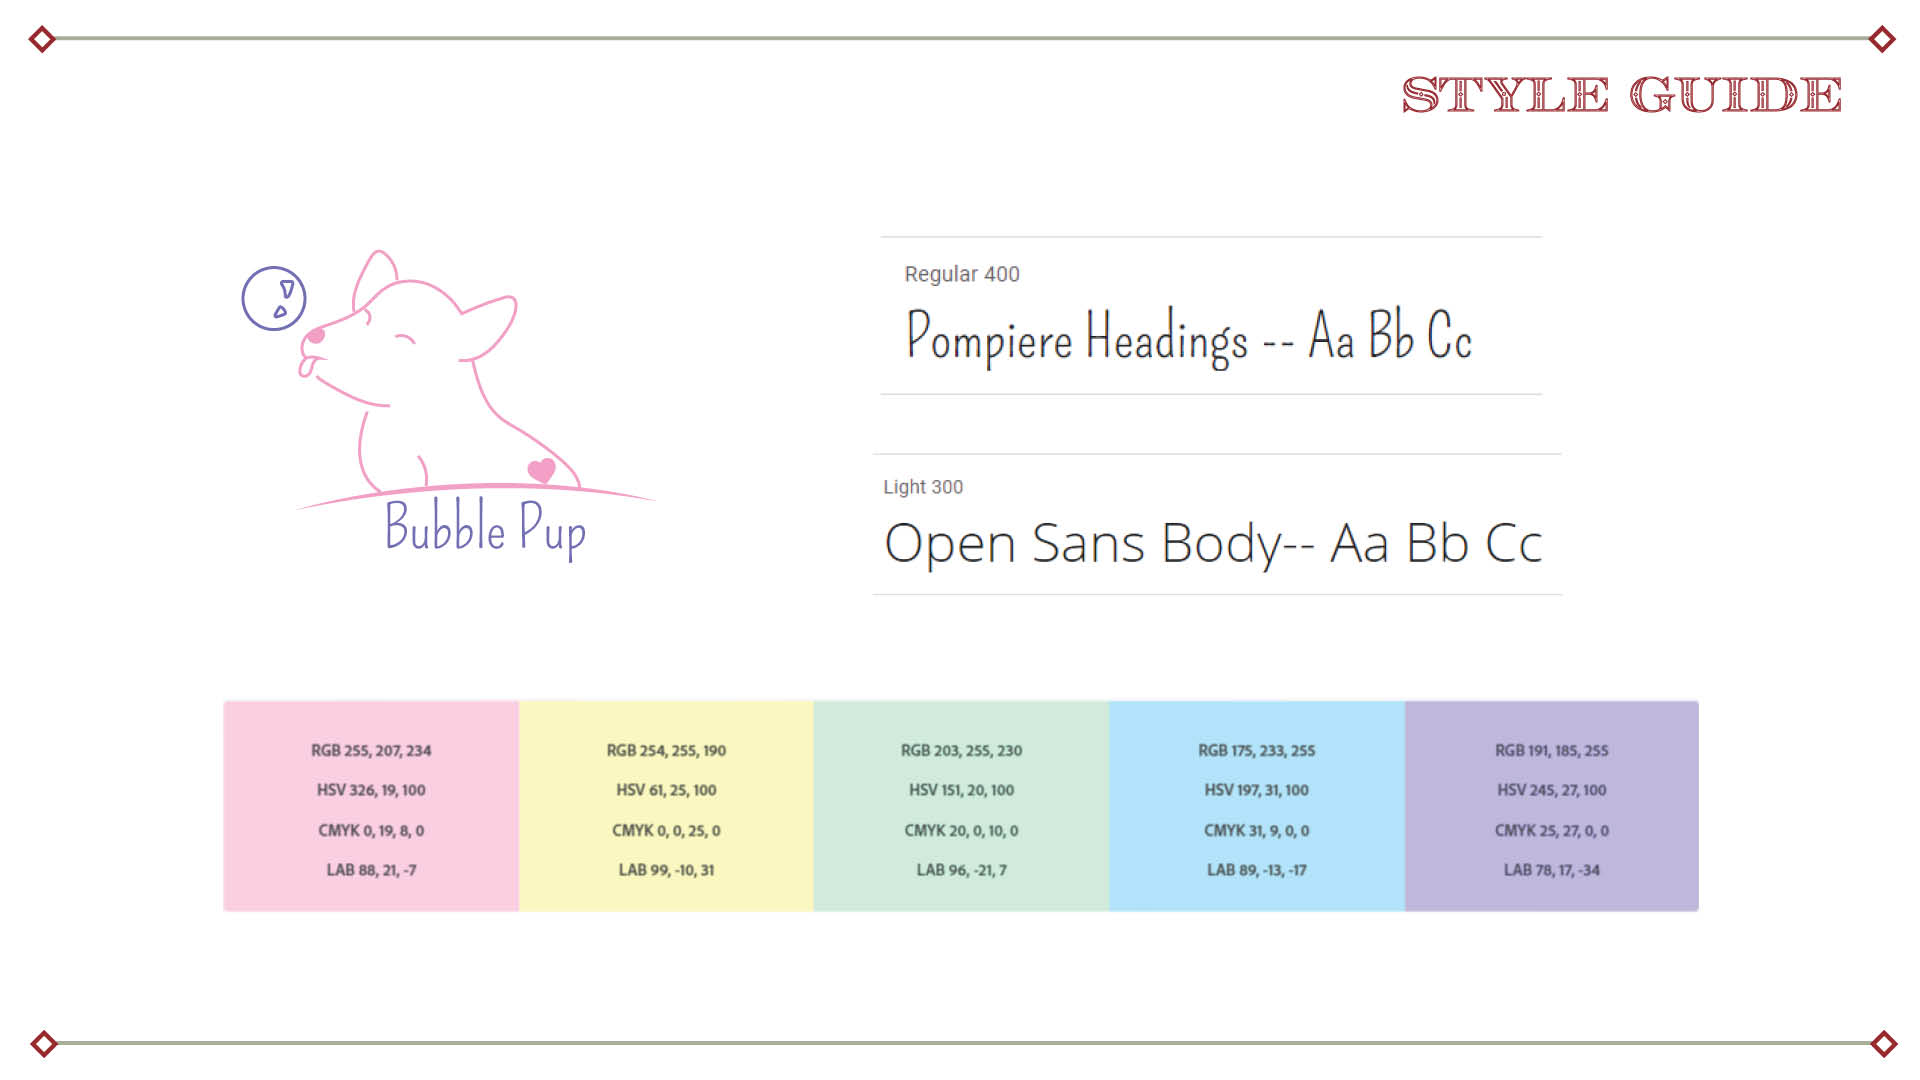 STYLE GUIDE
Bubble Pup
Regular 400
Pompiere Headings -- Aa Bb Cc
Light 300
Open Sans Body-- Aa Bb Cc
RGB 255, 207, 234
HSV 326, 19, 100
CMYK 0, 19, 8, 0
LAB 88, 21, -7
RGB 254, 255, 190
HSV 61, 25, 100
CMYK 0, 0, 25, 0
LAB 99, -10, 31
RGB 203, 255, 230
HSV 151, 20, 100
CMYK 20, 0, 10, 0
LAB 96, -21, 7
RGB 175, 233, 255
HSV 197, 31, 100
CMYK 31, 9, 0, 0
LAB 89, -13, -17
RGB 191, 185, 255
HSV 245, 27, 100
CMYK 25, 27, 0, 0
LAB 78, 17, -34